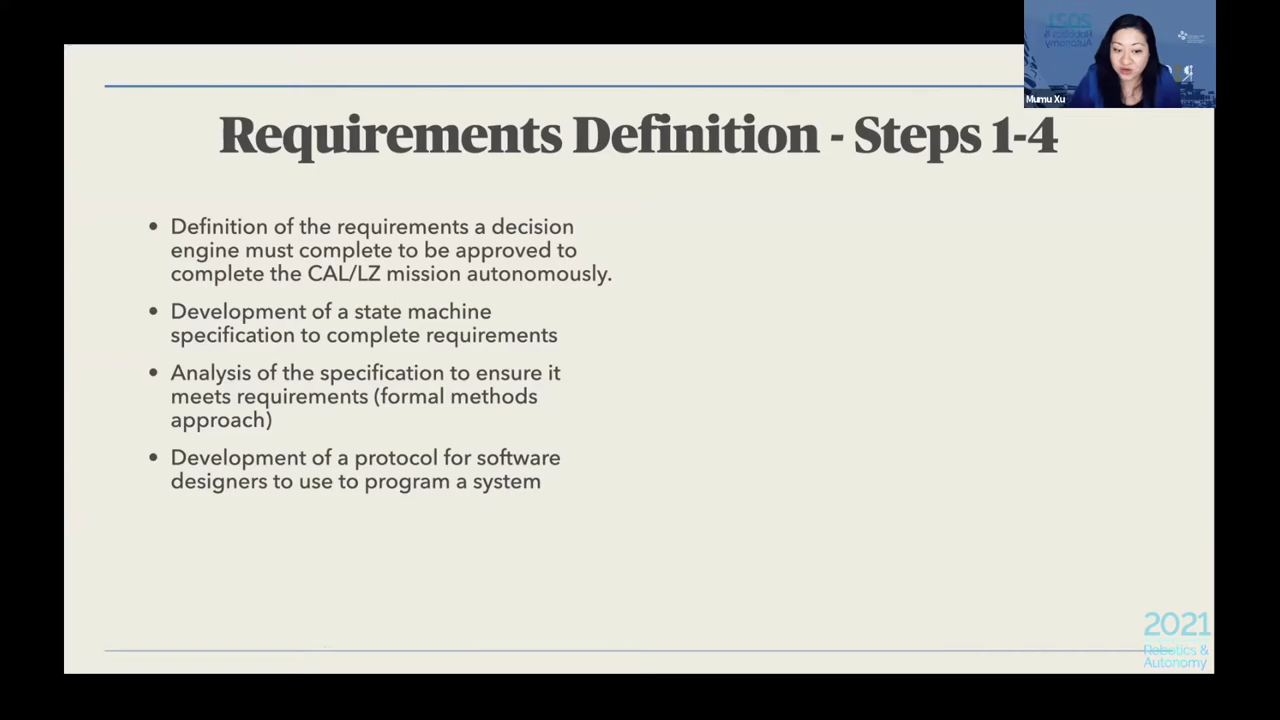 2021
Robotics &
Autonomy
Mumu Xu
Requirements Definition - Steps 1-4
• Definition of the requirements a decision
engine must complete to be approved to
complete the CAL/LZ mission autonomously.
• Development of a state machine
specification to complete requirements
• Analysis of the specification to ensure it
meets requirements (formal methods
approach)
• Development of a protocol for software
designers to use to program a system
2021
Robotics &
Autonomy